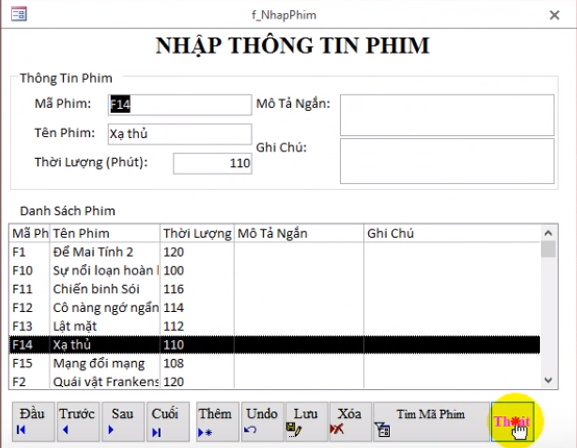 f_NhapPhim
NHẬP THÔNG TIN PHIM
Thông Tin Phim
Mã Phim: F14 Mô Tả Ngắn:
Tên Phim: Xạ thủ
Ghi Chú:
Thời Lượng (Phút): 110
Danh Sách Phim
Mã Ph Tên Phim Thời Lượng Mô Tả Ngắn Ghi Chú
F1 Để Mai Tính 2 120
F10 Sự nổi loạn hoàn 100
F11 Chiến binh Sói 116
F12 Cô nàng ngớ ngẩn 114
F13 Lật mặt 112
F14 Xạ thủ 110
F15 Mạng đổi mạng 108
F2 Quái vật Frankens 120
Đầu Trước Sau Cuối Thêm Undo Lưu Xóa Tim Mã Phim